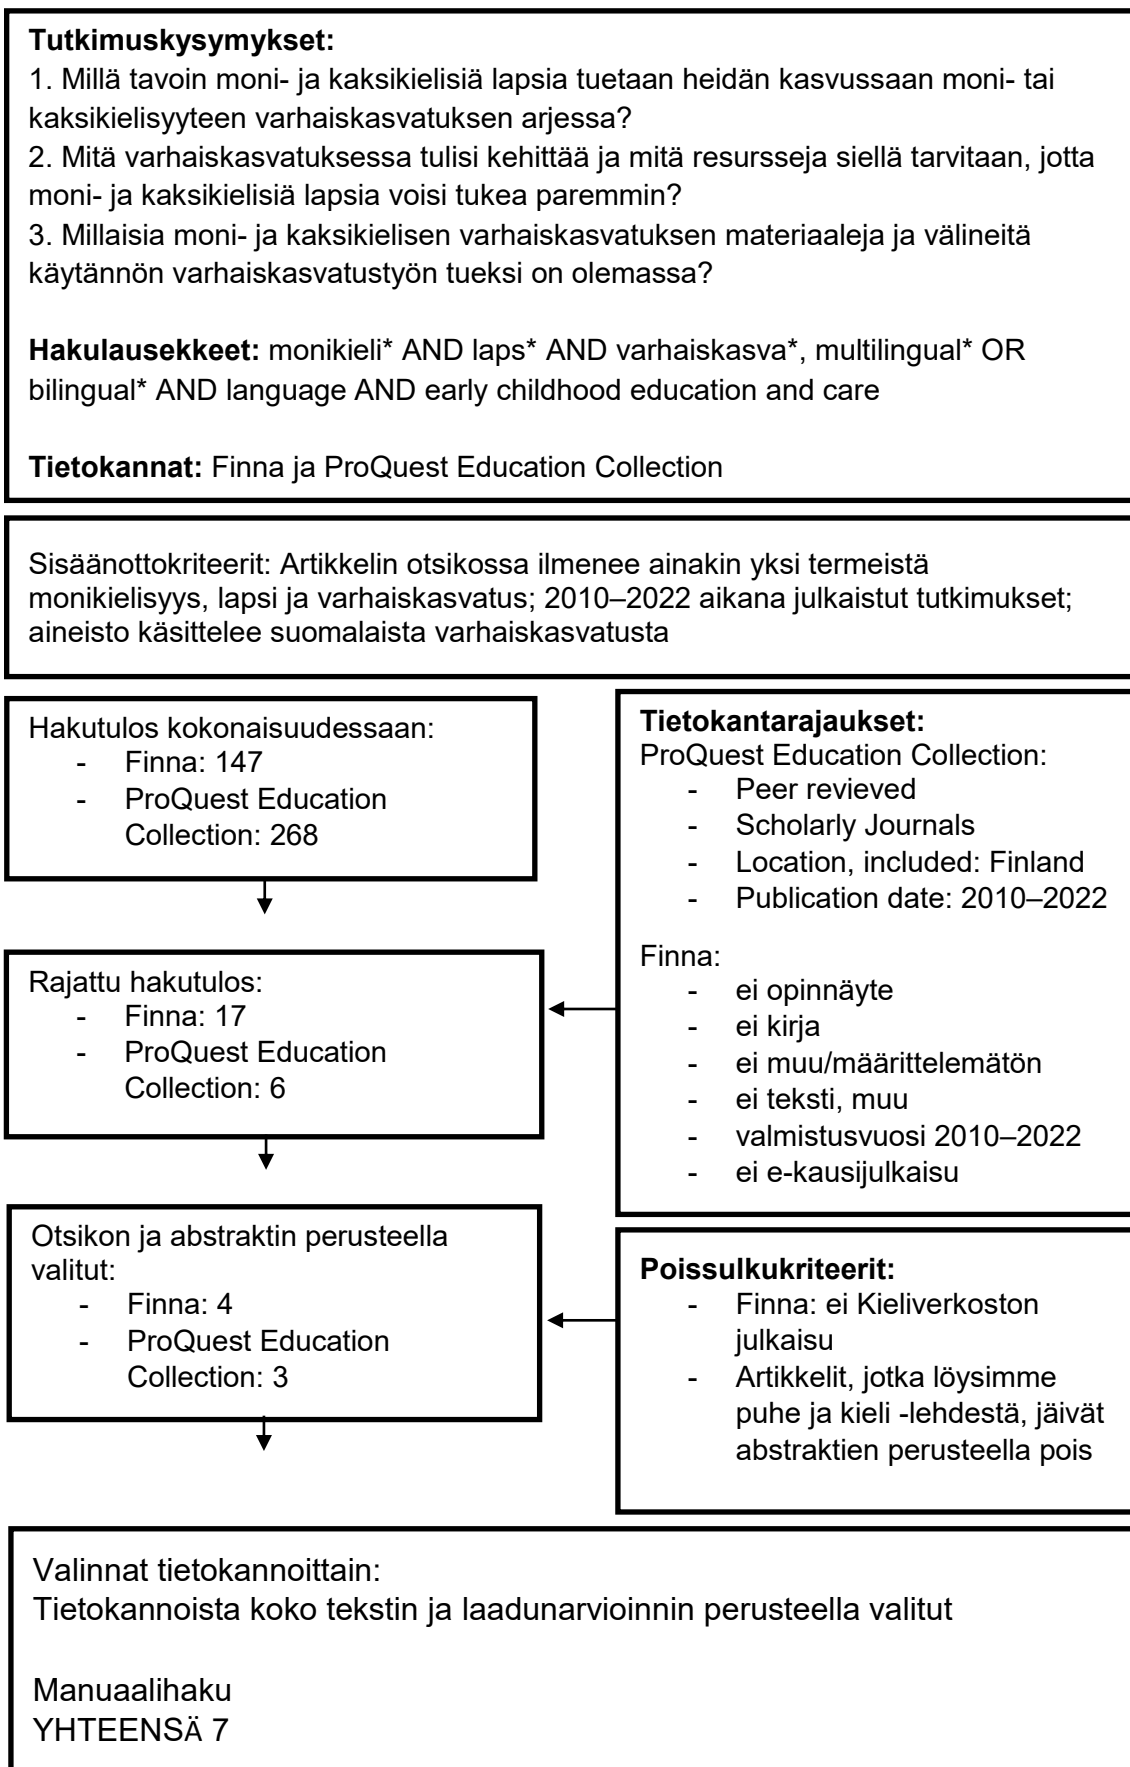 Tutkimuskysymykset:
1. Millä tavoin moni- ja kaksikielisiä lapsia tuetaan heidän kasvussaan moni- tai
kaksikielisyyteen varhaiskasvatuksen arjessa?
2. Mitä varhaiskasvatuksessa tulisi kehittää ja mitä resursseja siellä tarvitaan, jotta
moni- ja kaksikielisiä lapsia voisi tukea paremmin?
3. Millaisia moni- ja kaksikielisen varhaiskasvatuksen materiaaleja ja välineitä
käytännön varhaiskasvatustyön tueksi on olemassa?
Hakulausekkeet: monikieli* AND laps* AND varhaiskasva*, multilingual* OR
bilingual* AND language AND early childhood education and care
Tietokannat: Finna ja ProQuest Education Collection
Sisäänottokriteerit: Artikkelin otsikossa ilmenee ainakin yksi termeistä
monikielisyys, lapsi ja varhaiskasvatus; 2010–2022 aikana julkaistut tutkimukset;
aineisto käsittelee suomalaista varhaiskasvatusta
Hakutulos kokonaisuudessaan:
- Finna: 147
- ProQuest Education
Collection: 268
Tietokantarajaukset:
ProQuest Education Collection:
- Peer revieved
- Scholarly Journals
- Location, included: Finland
- Publication date: 2010–2022
Finna:
- ei opinnäyte
- ei kirja
- ei muu/määrittelemätön
- ei teksti, muu
- valmistusvuosi 2010–2022
- ei e-kausijulkaisu
Rajattu hakutulos:
- Finna: 17
- ProQuest Education
Collection: 6
Otsikon ja abstraktin perusteella
valitut:
- Finna: 4
- ProQuest Education
Collection: 3
Poissulkukriteerit:
- Finna: ei Kieliverkoston
julkaisu
- Artikkelit, jotka löysimme
puhe ja kieli -lehdestä, jäivät
abstraktien perusteella pois
Valinnat tietokannoittain:
Tietokannoista koko tekstin ja laadunarvioinnin perusteella valitut
Manuaalihaku
YHTEENSÄ 7